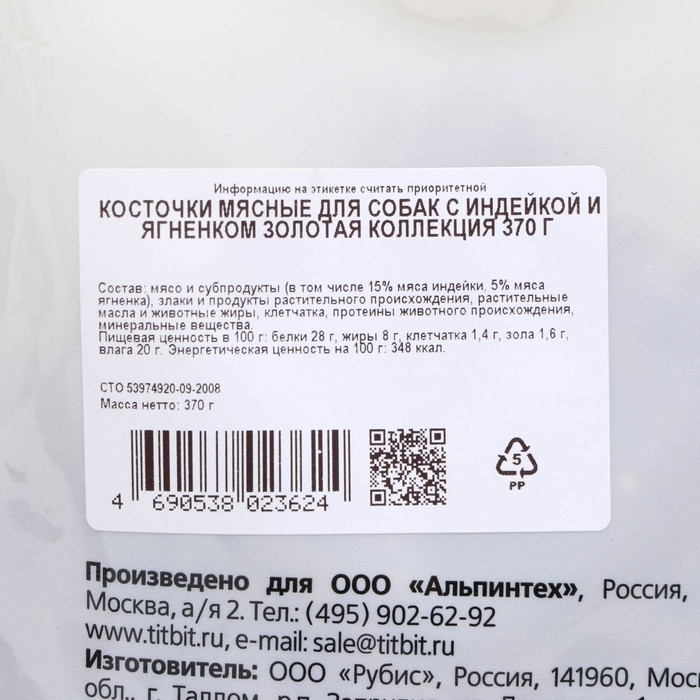 Информацию на этикетке считать приоритетной
КОСТОЧКИ МЯСНЫЕ ДЛЯ СОБАК С ИНДЕЙКОЙ И
ЯГНЕНКОМ ЗОЛОТАЯ КОЛЛЕКЦИЯ 370 Г
Состав: мясо и субпродукты (в том числе 15% мяса индейки, 5% мяса
ягненка), злаки и продукты растительного происхождения, растительные
масла и животные жиры, клетчатка, протеины животного происхождения,
минеральные вещества.
Пищевая ценность в 100 г: белки 28 г, жиры 8 г, клетчатка 1,4 г, зола 1,6 г,
влага 20 г. Энергетическая ценность на 100 г: 348 ккал.
СТО 53974920-09-2008
Масса нетто: 370 г
4 690538 023624
5
PP
Произведено для ООО «Альпинтех», Россия,
Москва, а/я 2. Тел.: (495) 902-62-92
www.titbit.ru, e-mail: sale@titbit.ru
Изготовитель: ООО «Рубис», Россия, 141960, Мос
обл., г. Талдом, р.п.